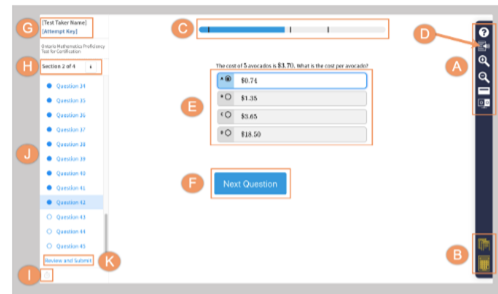 G
[Test Taker Name]
[Attempt Key]
Ontario Mathematics Proficiency
Test for Certification
H
Section 2 of 4
C
D
A
B
The cost of 5 avocados is $3.70. What is the cost per avocado?
E
A
$0.74
B
$1.35
C
$3.65
D
$18.50
F
Next Question
J
Question 34
Question 35
Question 36
Question 37
Question 38
Question 39
Question 40
Question 41
Question 42
Question 43
Question 44
Question 45
Review and Submit
K
I
?